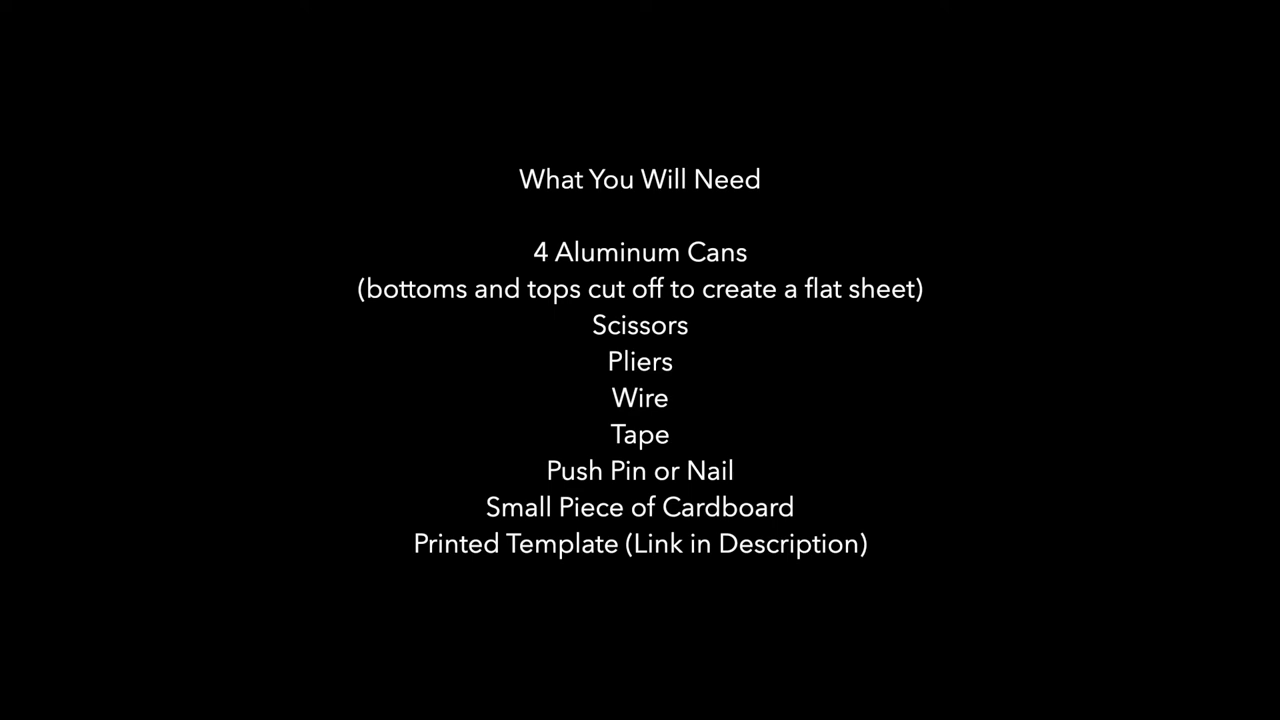 What You Will Need
4 Aluminum Cans
(bottoms and tops cut off to create a flat sheet)
Scissors
Pliers
Wire
Tape
Push Pin or Nail
Small Piece of Cardboard
Printed Template (Link in Description)